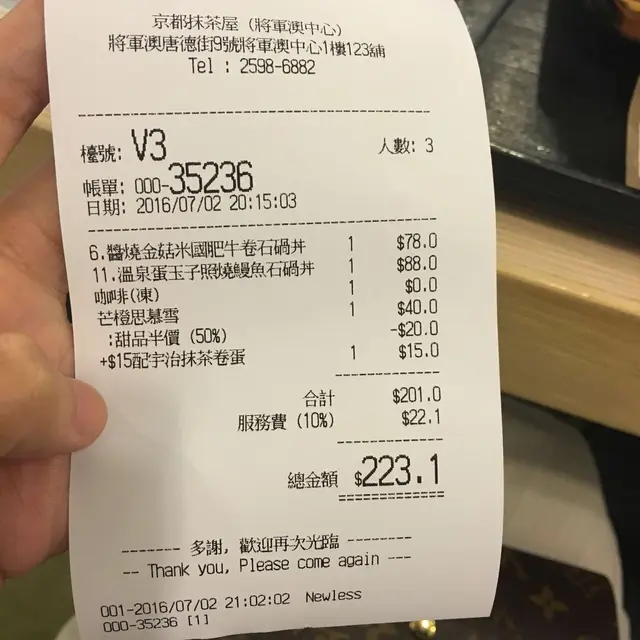 京都抹茶屋 (將軍澳中心)
將軍澳唐德街9號將軍澳中心1樓123舖
Tel : 2598-6882
檯號: V3 人數: 3
帳單: 000-35236
日期: 2016/07/02 20:15:03
6.醬燒金菇米國肥牛卷石鍋丼 1 $78.0
11.溫泉蛋玉子照燒鰻魚石鍋丼 1 $88.0
咖啡(凍) 1 $0.0
芒橙思慕雪 1 $40.0
:甜品半價 (50%) -$20.0
+$15配宇治抹茶卷蛋 1 $15.0
合計 $201.0
服務費 (10%) $22.1
總金額 $223.1
------- 多謝, 歡迎再次光臨 --------
-- Thank you, Please come again ---
001-2016/07/02 21:02:02 Newless
000-35236 [1]